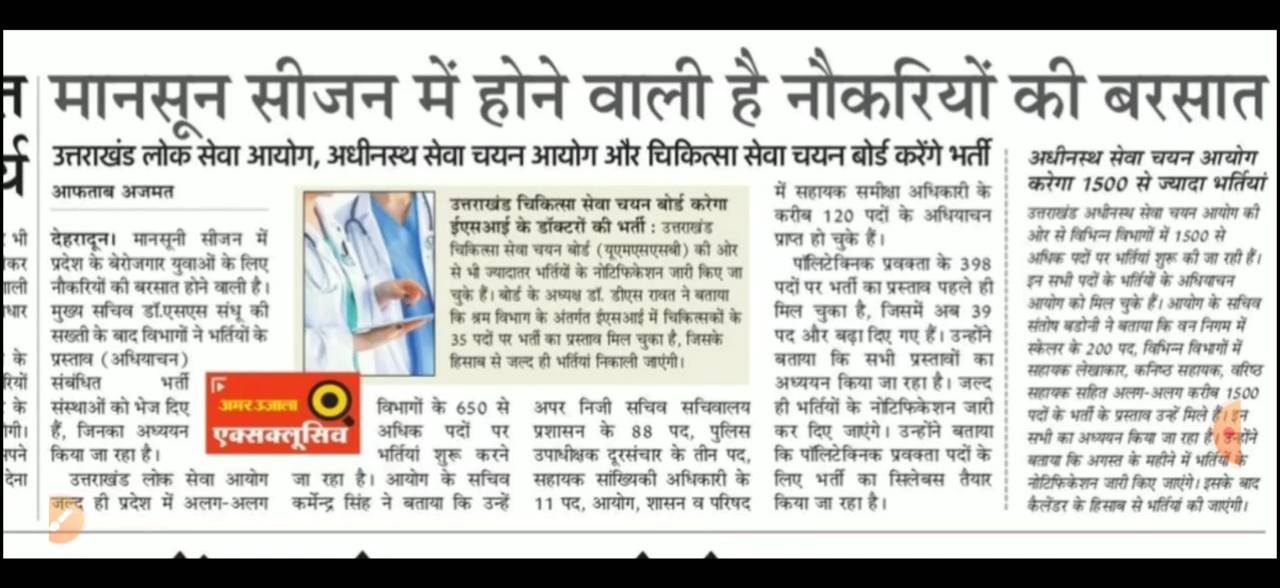 मानसून सीजन में होने वाली है नौकरियों की बरसात
उत्तराखंड लोक सेवा आयोग, अधीनस्थ सेवा चयन आयोग और चिकित्सा सेवा चयन बोर्ड करेंगे भर्ती
आफताब अजमत
देहरादून। मानसूनी सीजन में
प्रदेश के बेरोजगार युवाओं के लिए
नौकरियों की बरसात होने वाली है।
मुख्य सचिव डॉ.एसएस संधू की
सख्ती के बाद विभागों ने भर्तियों के
प्रस्ताव (अधियाचन)
संबंधित भर्ती
संस्थाओं को भेज दिए
हैं, जिनका अध्ययन
किया जा रहा है।
उत्तराखंड लोक सेवा आयोग
जल्द ही प्रदेश में अलग-अलग
अमर उजाला
एक्सक्लूसिव
विभागों के 650 से
अधिक पदों पर
भर्तियां शुरू करने
जा रहा है। आयोग के सचिव
कर्मेन्द्र सिंह ने बताया कि उन्हें
अपर निजी सचिव सचिवालय
प्रशासन के 88 पद, पुलिस
उपाधीक्षक दूरसंचार के तीन पद,
सहायक सांख्यिकी अधिकारी के
11 पद, आयोग, शासन व परिषद
में सहायक समीक्षा अधिकारी के
करीब 120 पदों के अधियाचन
प्राप्त हो चुके हैं।
पॉलिटेक्निक प्रवक्ता के 398
पदों पर भर्ती का प्रस्ताव पहले ही
मिल चुका है, जिसमें अब 39
पद और बढ़ा दिए गए हैं। उन्होंने
बताया कि सभी प्रस्तावों का
अध्ययन किया जा रहा है। जल्द
ही भर्तियों के नोटिफिकेशन जारी
कर दिए जाएंगे। उन्होंने बताया
कि पॉलिटेक्निक प्रवक्ता पदों के
लिए भर्ती का सिलेबस तैयार
किया जा रहा है।
उत्तराखंड चिकित्सा सेवा चयन बोर्ड करेगा
ईएसआई के डॉक्टरों की भर्ती : उत्तराखंड
चिकित्सा सेवा चयन बोर्ड (यूएमएसएसबी) की ओर
से भी ज्यादातर भर्तियों के नोटिफिकेशन जारी किए जा
चुके हैं। बोर्ड के अध्यक्ष डॉ. डीएस रावत ने बताया
कि श्रम विभाग के अंतर्गत ईएसआई में चिकित्सकों के
35 पदों पर भर्ती का प्रस्ताव मिल चुका है, जिसके
हिसाब से जल्द ही भर्तियां निकाली जाएंगी।
अधीनस्थ सेवा चयन आयोग
करेगा 1500 से ज्यादा भर्तियां
उत्तराखंड अधीनस्थ सेवा चयन आयोग की
ओर से विभिन्न विभागों में 1500 से
अधिक पदों पर भर्तियां शुरू की जा रही हैं।
इन सभी पदों के भर्तियों के अधियाचन
आयोग को मिल चुके हैं। आयोग के सचिव
संतोष बडोनी ने बताया कि वन निगम में
स्केलर के 200 पद, विभिन्न विभागों में
सहायक लेखाकार, कनिष्ठ सहायक, वरिष्ठ
सहायक सहित अलग-अलग करीब 1500
पदों के भर्ती के प्रस्ताव उन्हें मिले हैं। इन
सभी का अध्ययन किया जा रहा है। उन्होंने
बताया कि अगस्त के महीने में भर्तियों के
नोटिफिकेशन जारी किए जाएंगे। इसके बाद
कैलेंडर के हिसाब से भर्तियां की जाएंगी।